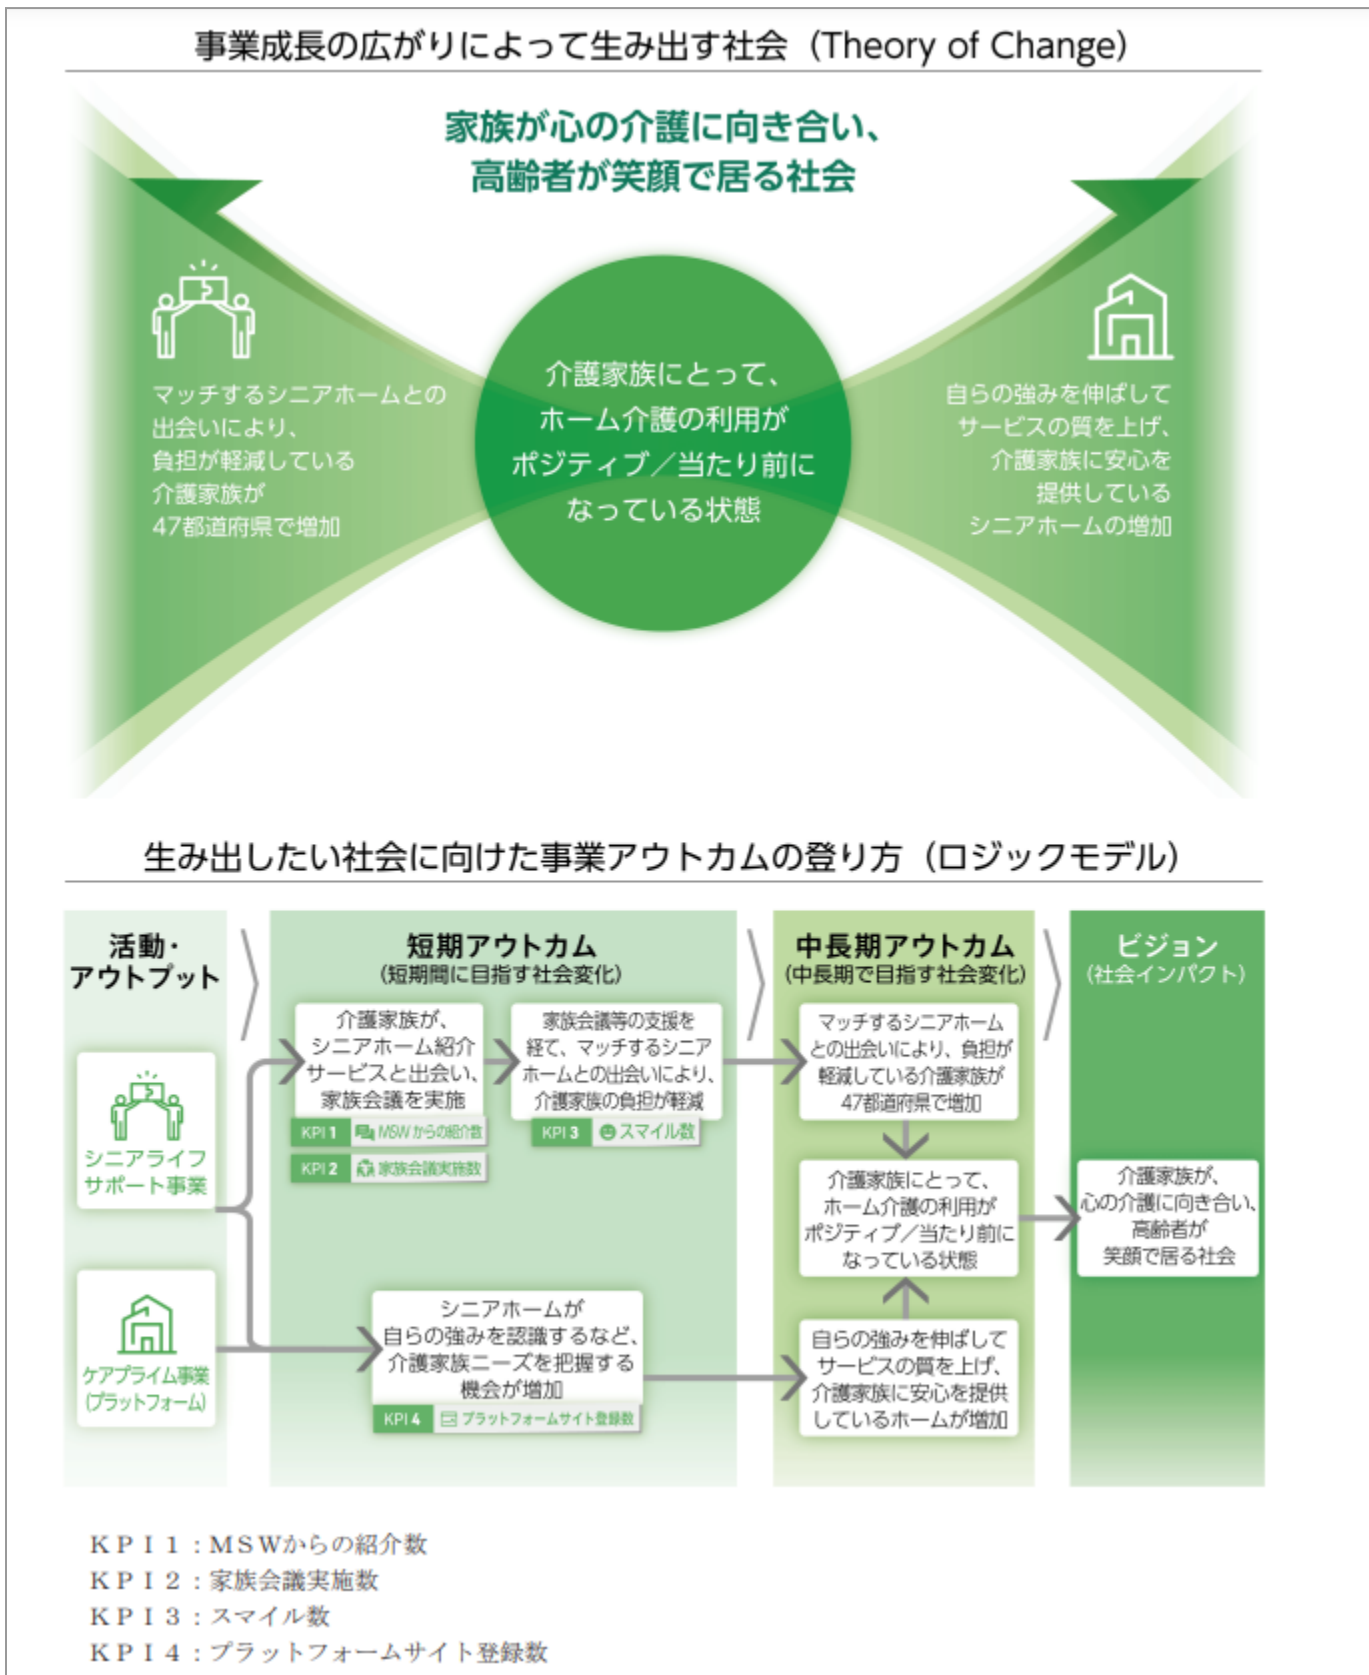 事業成長の広がりによって生み出す社会（Theory of Change）
家族が心の介護に向き合い、
高齢者が笑顔で居る社会
マッチするシニアホームとの
出会いにより、
負担が軽減している
介護家族が
47都道府県で増加
介護家族にとって、
ホーム介護の利用が
ポジティブ／当たり前に
なっている状態
自らの強みを伸ばして
サービスの質を上げ、
介護家族に安心を
提供している
シニアホームの増加
生み出したい社会に向けた事業アウトカムの登り方（ロジックモデル）
活動・
アウトプット
シニアライフ
サポート事業
ケアプライム事業
(プラットフォーム)
短期アウトカム
(短期間に目指す社会変化)
介護家族が、
シニアホーム紹介
サービスと出会い、
家族会議を実施
KPI 1 MSWからの紹介数
KPI 2 家族会議実施数
家族会議等の支援を
経て、マッチするシニア
ホームとの出会いにより、
介護家族の負担が軽減
KPI 3 スマイル数
シニアホームが
自らの強みを認識するなど、
介護家族ニーズを把握する
機会が増加
KPI 4 プラットフォームサイト登録数
中長期アウトカム
(中長期で目指す社会変化)
マッチするシニアホーム
との出会いにより、負担が
軽減している介護家族が
47都道府県で増加
介護家族にとって、
ホーム介護の利用が
ポジティブ／当たり前に
なっている状態
自らの強みを伸ばして
サービスの質を上げ、
介護家族に安心を提供
しているホームが増加
ビジョン
(社会インパクト)
介護家族が、
心の介護に向き合い、
高齢者が
笑顔で居る社会
ＫＰＩ１：ＭＳＷからの紹介数
ＫＰＩ２：家族会議実施数
ＫＰＩ３：スマイル数
ＫＰＩ４：プラットフォームサイト登録数